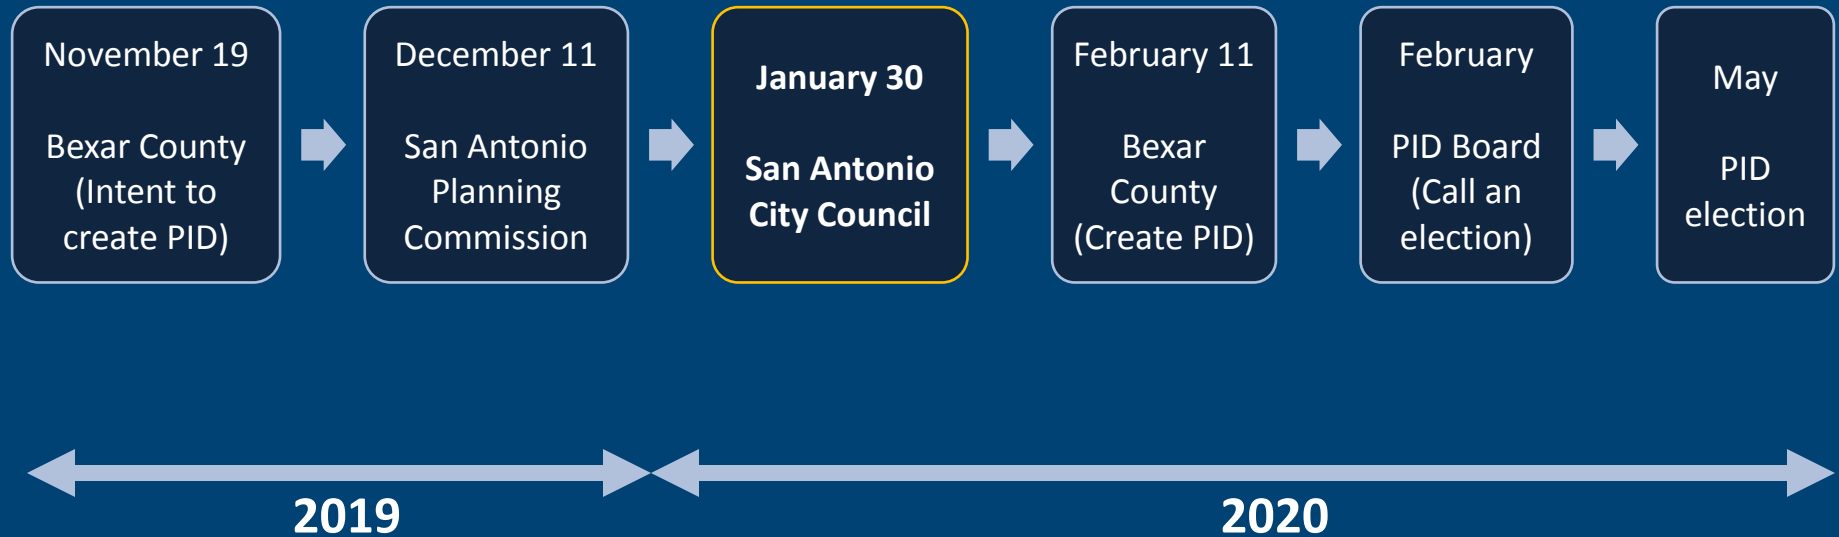 November 19
Bexar County
(Intent to
create PID)
December 11
San Antonio
Planning
Commission
January 30
San Antonio
City Council
February 11
Bexar
County
(Create PID)
February
PID Board
(Call an
election)
May
PID
election
2019
2020